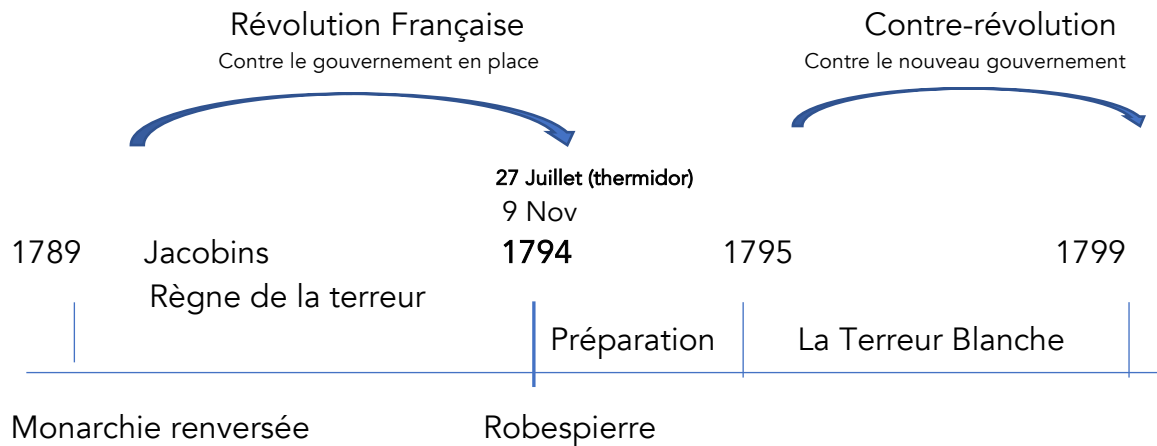 Révolution Française
Contre le gouvernement en place
Contre-révolution
Contre le nouveau gouvernement
27 Juillet (thermidor)
9 Nov
1789
Jacobins
1794
1795
1799
Règne de la terreur
Préparation
La Terreur Blanche
Monarchie renversée
Robespierre